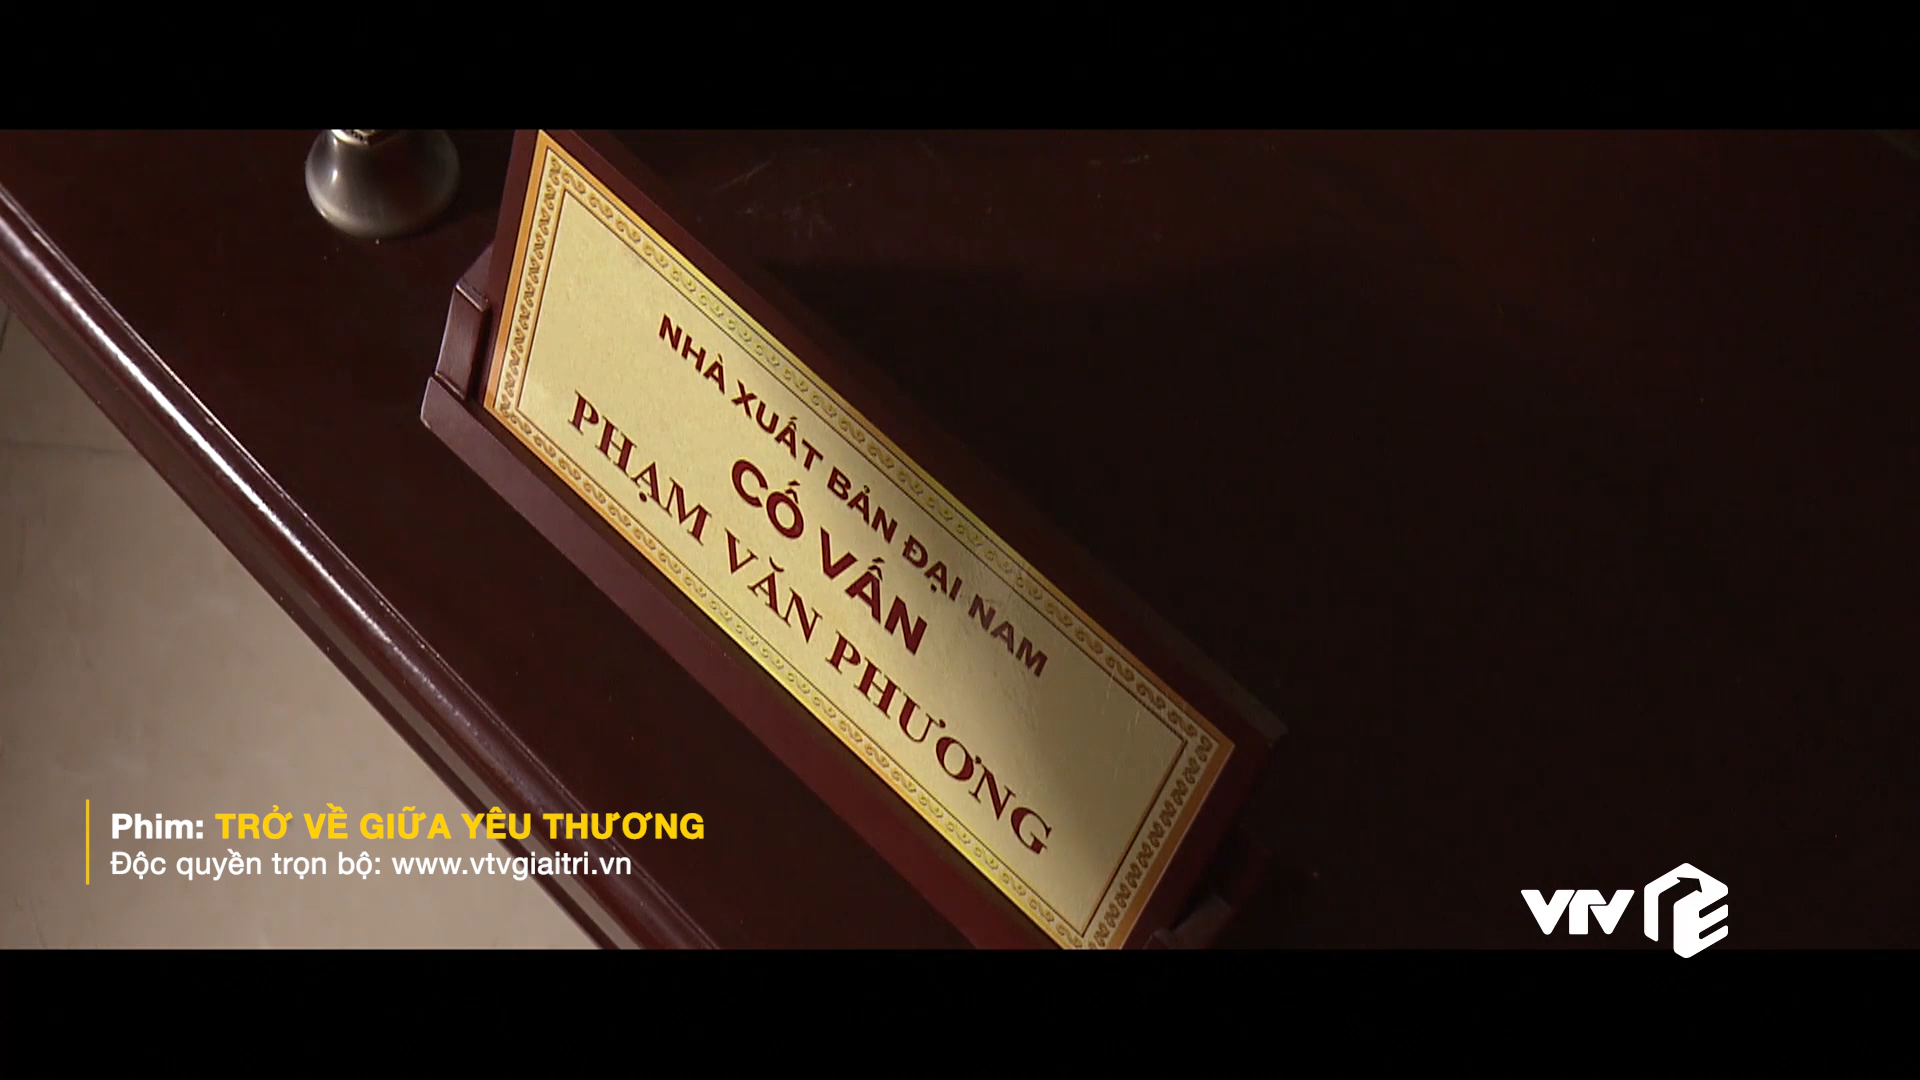 NHÀ XUẤT BẢN ĐẠI NAM
CỐ VẤN
PHẠM VĂN PHƯƠNG
Phim: TRỞ VỀ GIỮA YÊU THƯƠNG
Độc quyền trọn bộ: www.vtvgiaitri.vn
VTV